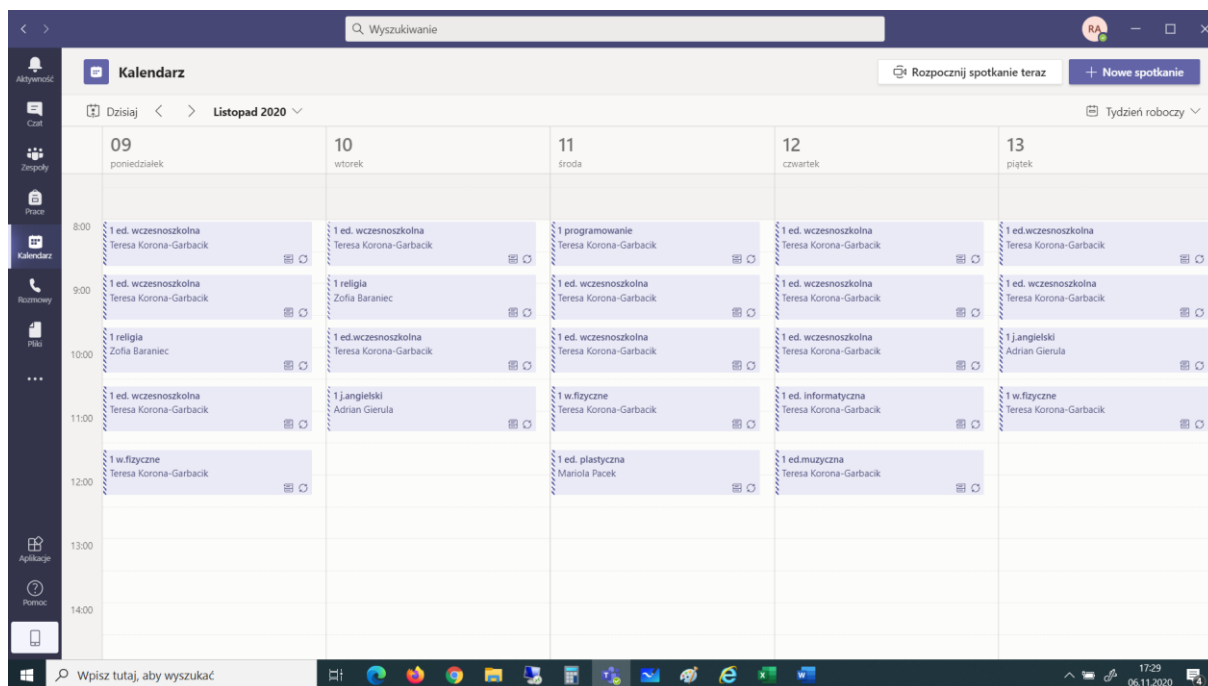 Wyszukiwanie
RA
Aktywność
Czat
Zespoły
Prace
Kalendarz
Rozmowy
Pliki
Aplikacje
Pomoc
Kalendarz
Rozpocznij spotkanie teraz
+ Nowe spotkanie
Dzisiaj
Listopad 2020
Tydzień roboczy
09
poniedziałek
10
wtorek
11
środa
12
czwartek
13
piątek
8:00
1 ed. wczesnoszkolna
Teresa Korona-Garbacik
1 ed. wczesnoszkolna
Teresa Korona-Garbacik
1 programowanie
Teresa Korona-Garbacik
1 ed. wczesnoszkolna
Teresa Korona-Garbacik
1 ed.wczesnoszkolna
Teresa Korona-Garbacik
9:00
1 ed. wczesnoszkolna
Teresa Korona-Garbacik
1 religia
Zofia Baraniec
1 ed. wczesnoszkolna
Teresa Korona-Garbacik
1 ed. wczesnoszkolna
Teresa Korona-Garbacik
1 ed. wczesnoszkolna
Teresa Korona-Garbacik
10:00
1 religia
Zofia Baraniec
1 ed.wczesnoszkolna
Teresa Korona-Garbacik
1 ed. wczesnoszkolna
Teresa Korona-Garbacik
1 ed. wczesnoszkolna
Teresa Korona-Garbacik
1 j.angielski
Adrian Gierula
11:00
1 ed. wczesnoszkolna
Teresa Korona-Garbacik
1 j.angielski
Adrian Gierula
1 w.fizyczne
Teresa Korona-Garbacik
1 ed. informatyczna
Teresa Korona-Garbacik
1 w.fizyczne
Teresa Korona-Garbacik
12:00
1 w.fizyczne
Teresa Korona-Garbacik
1 ed. plastyczna
Mariola Pacek
1 ed.muzyczna
Teresa Korona-Garbacik
13:00
14:00
Wpisz tutaj, aby wyszukać
17:29
06.11.2020